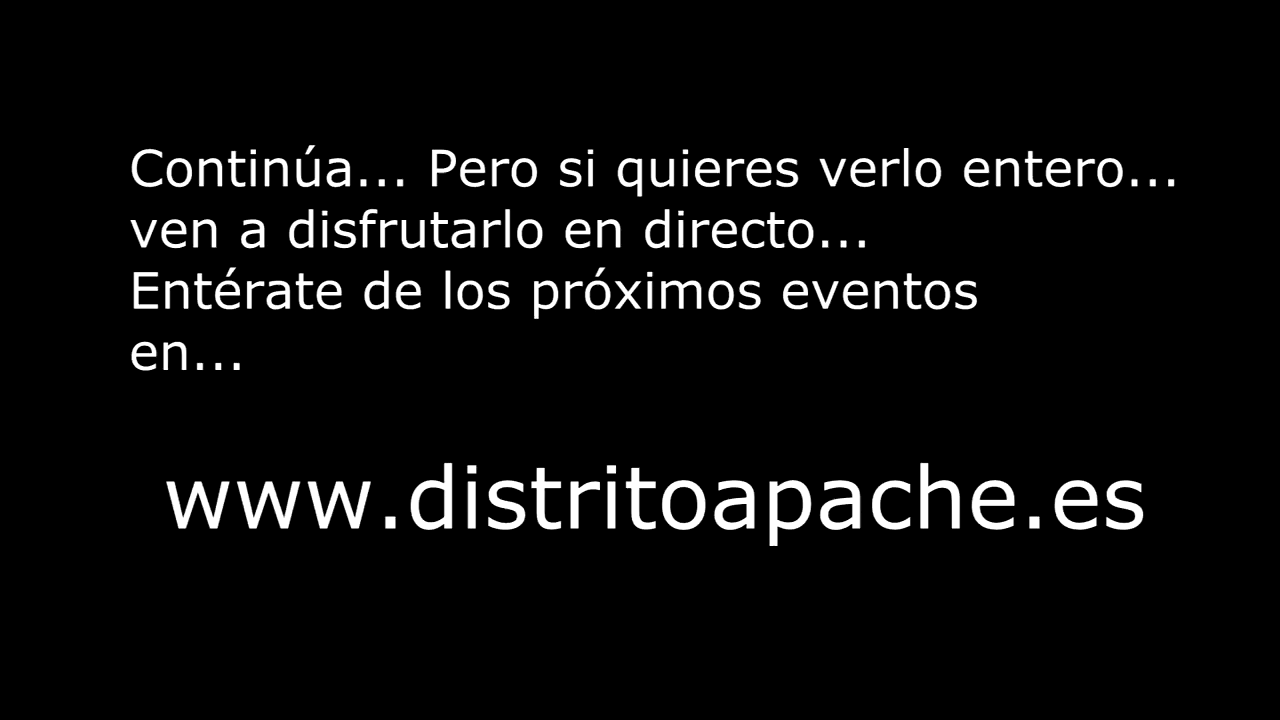 Continúa... Pero si quieres verlo entero...
ven a disfrutarlo en directo...
Entérate de los próximos eventos
en...
www.distritoapache.es